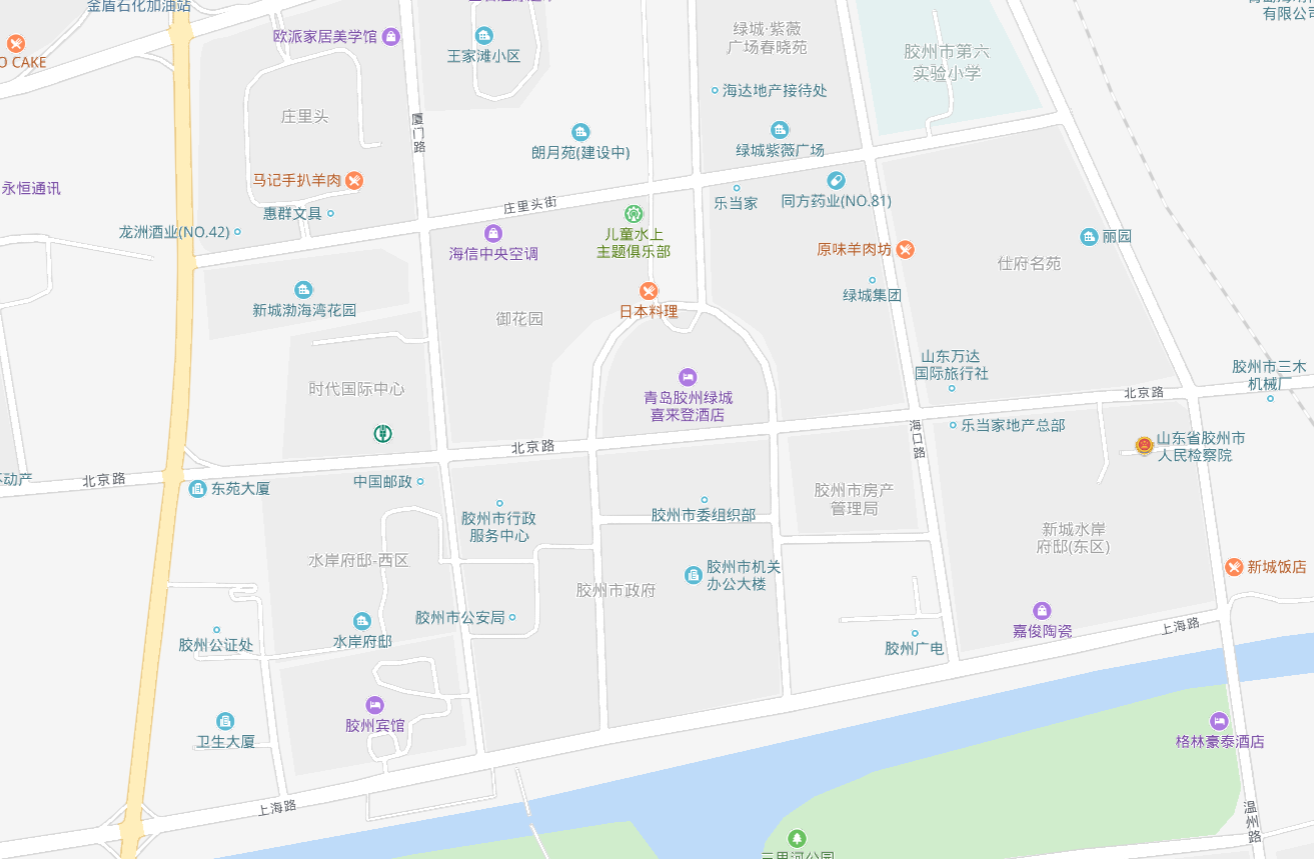 金盾石化加油站
欧派家居美学馆
王家滩小区
绿城·紫薇
广场春晓苑
胶州市第六
实验小学
有限公司
O CAKE
海达地产接待处
庄里头
厦门路
朗月苑(建设中)
绿城紫薇广场
马记手扒羊肉
永恒通讯
庄里头街
乐当家
同方药业(NO.81)
惠群文具
龙洲酒业(NO.42)
海信中央空调
儿童水上
主题俱乐部
原味羊肉坊
丽园
仕府名苑
绿城集团
新城渤海湾花园
御花园
日本料理
时代国际中心
山东万达
国际旅行社
胶州市三木
机械厂
青岛胶州绿城
喜来登酒店
北京路
海口路
乐当家地产总部
山东省胶州市
人民检察院
北京路
北京路
不动产
东苑大厦
中国邮政
胶州市行政
服务中心
胶州市委组织部
胶州市房产
管理局
新城水岸
府邸(东区)
水岸府邸-西区
胶州市政府
胶州市机关
办公大楼
新城饭店
胶州公证处
水岸府邸
胶州市公安局
胶州广电
嘉俊陶瓷
上海路
卫生大厦
胶州宾馆
格林豪泰酒店
上海路
温州路
三里河公园